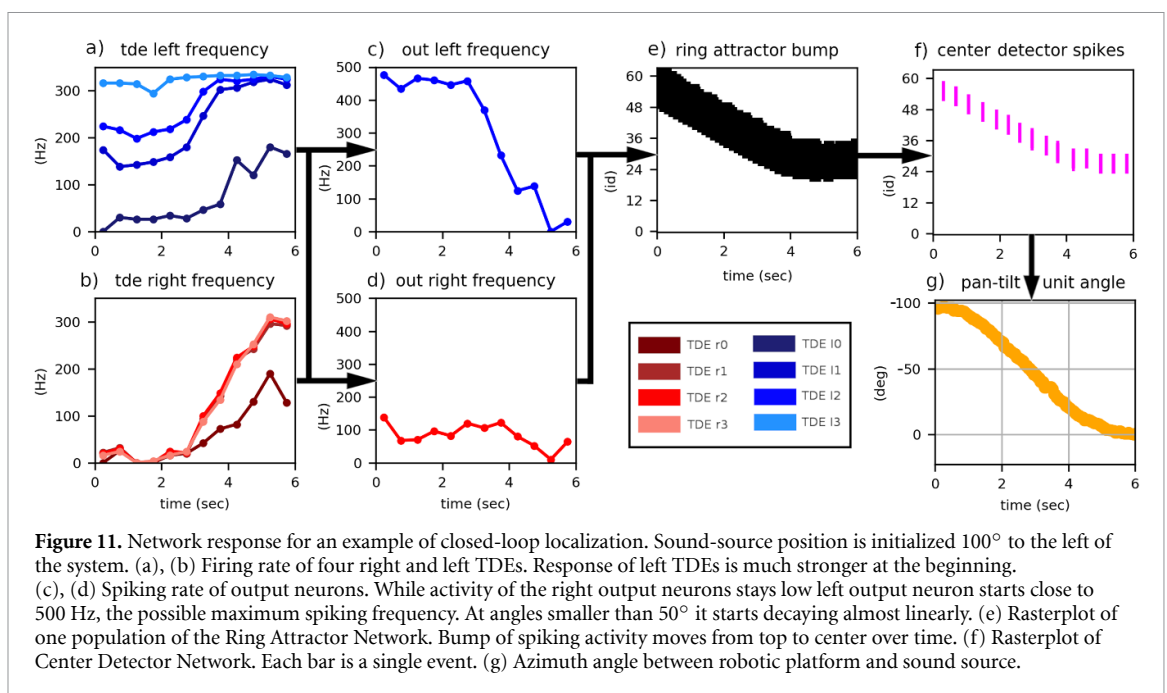 a) tde left frequency
300
200
100
0
(Hz)
0 2 4 6
c) out left frequency
500
400
300
200
100
0
(Hz)
0 2 4 6
e) ring attractor bump
60
48
36
24
12
0
(id)
0 2 4 6
time (sec)
f) center detector spikes
60
48
36
24
12
0
(id)
0 2 4 6
b) tde right frequency
300
200
100
0
(Hz)
0 2 4 6
time (sec)
d) out right frequency
500
400
300
200
100
0
(Hz)
0 2 4 6
time (sec)
TDE r0 TDE l0
TDE r1 TDE l1
TDE r2 TDE l2
TDE r3 TDE l3
g) pan-tilt unit angle
-100
-50
0
(deg)
0 2 4 6
time (sec)
Figure 11. Network response for an example of closed-loop localization. Sound-source position is initialized 100° to the left of
the system. (a), (b) Firing rate of four right and left TDEs. Response of left TDEs is much stronger at the beginning.
(c), (d) Spiking rate of output neurons. While activity of the right output neurons stays low left output neuron starts close to
500 Hz, the possible maximum spiking frequency. At angles smaller than 50° it starts decaying almost linearly. (e) Rasterplot of
one population of the Ring Attractor Network. Bump of spiking activity moves from top to center over time. (f) Rasterplot of
Center Detector Network. Each bar is a single event. (g) Azimuth angle between robotic platform and sound source.